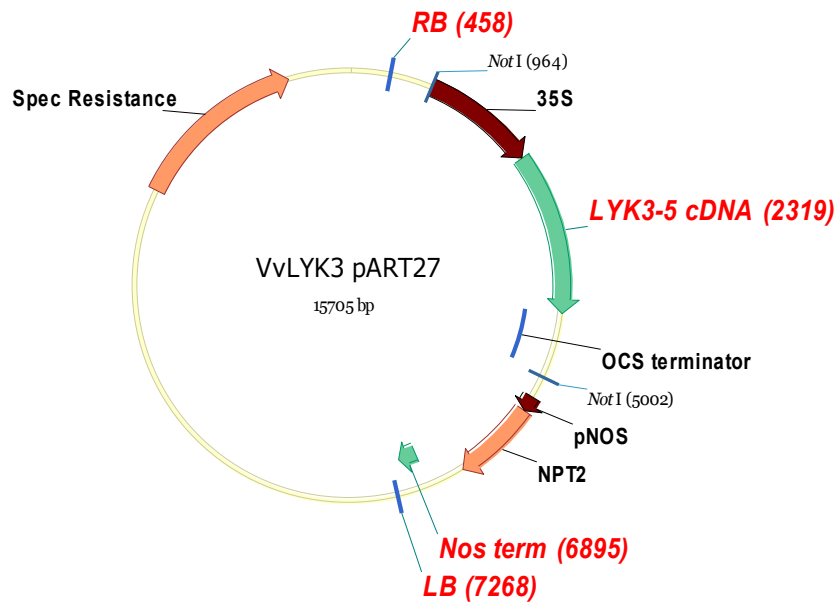 RB (458)
NotI (964)
35S
Spec Resistance
LYK3-5 cDNA (2319)
VvLYK3 pART27
15705 bp
OCS terminator
NotI (5002)
pNOS
NPT2
Nos term (6895)
LB (7268)